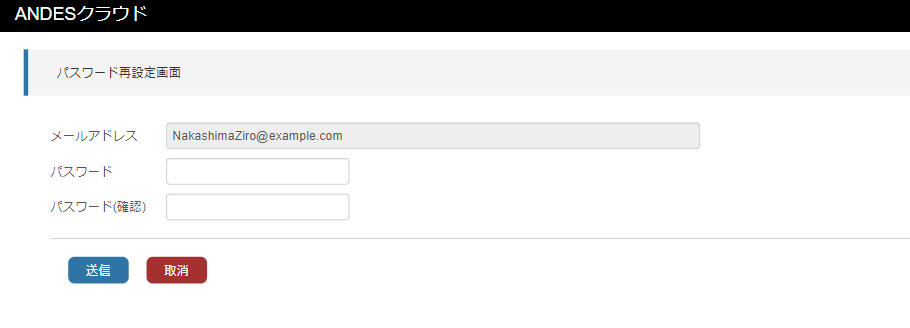 ANDESクラウド
パスワード再設定画面
メールアドレス NakashimaZiro@example.com
パスワード
パスワード(確認)
送信 取消